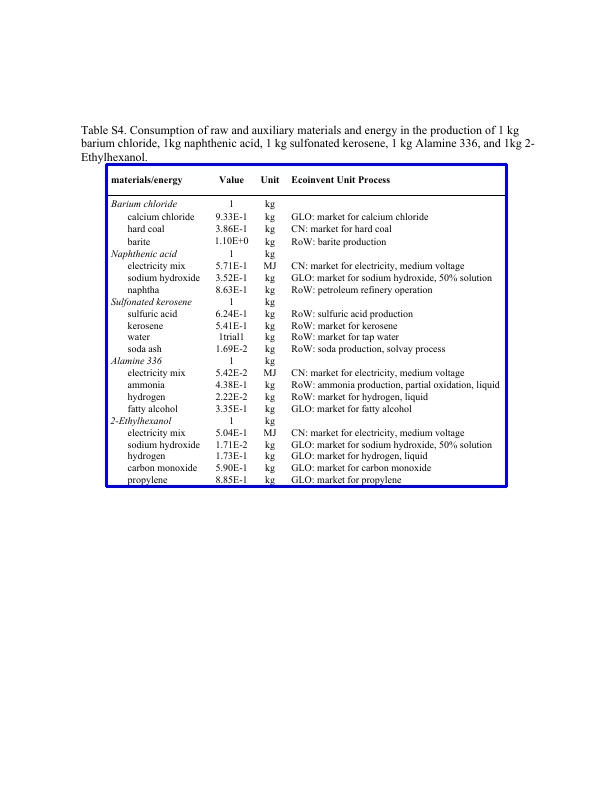 Table S4. Consumption of raw and auxiliary materials and energy in the production of 1 kg
barium chloride, 1kg naphthenic acid, 1 kg sulfonated kerosene, 1 kg Alamine 336, and 1kg 2-
Ethylhexanol.
materials/energy Value Unit Ecoinvent Unit Process
Barium chloride 1 kg
calcium chloride 9.33E-1 kg GLO: market for calcium chloride
hard coal 3.86E-1 kg CN: market for hard coal
barite 1.10E+0 kg RoW: barite production
Naphthenic acid 1 kg
electricity mix 5.71E-1 MJ CN: market for electricity, medium voltage
sodium hydroxide 3.52E-1 kg GLO: market for sodium hydroxide, 50% solution
naphtha 8.63E-1 kg RoW: petroleum refinery operation
Sulfonated kerosene 1 kg
sulfuric acid 6.24E-1 kg RoW: sulfuric acid production
kerosene 5.41E-1 kg RoW: market for kerosene
water 1trial1 kg RoW: market for tap water
soda ash 1.69E-2 kg RoW: soda production, solvay process
Alamine 336 1 kg
electricity mix 5.42E-2 MJ CN: market for electricity, medium voltage
ammonia 4.38E-1 kg RoW: ammonia production, partial oxidation, liquid
hydrogen 2.22E-2 kg RoW: market for hydrogen, liquid
fatty alcohol 3.35E-1 kg GLO: market for fatty alcohol
2-Ethylhexanol 1 kg
electricity mix 5.04E-1 MJ CN: market for electricity, medium voltage
sodium hydroxide 1.71E-2 kg GLO: market for sodium hydroxide, 50% solution
hydrogen 1.73E-1 kg GLO: market for hydrogen, liquid
carbon monoxide 5.90E-1 kg GLO: market for carbon monoxide
propylene 8.85E-1 kg GLO: market for propylene